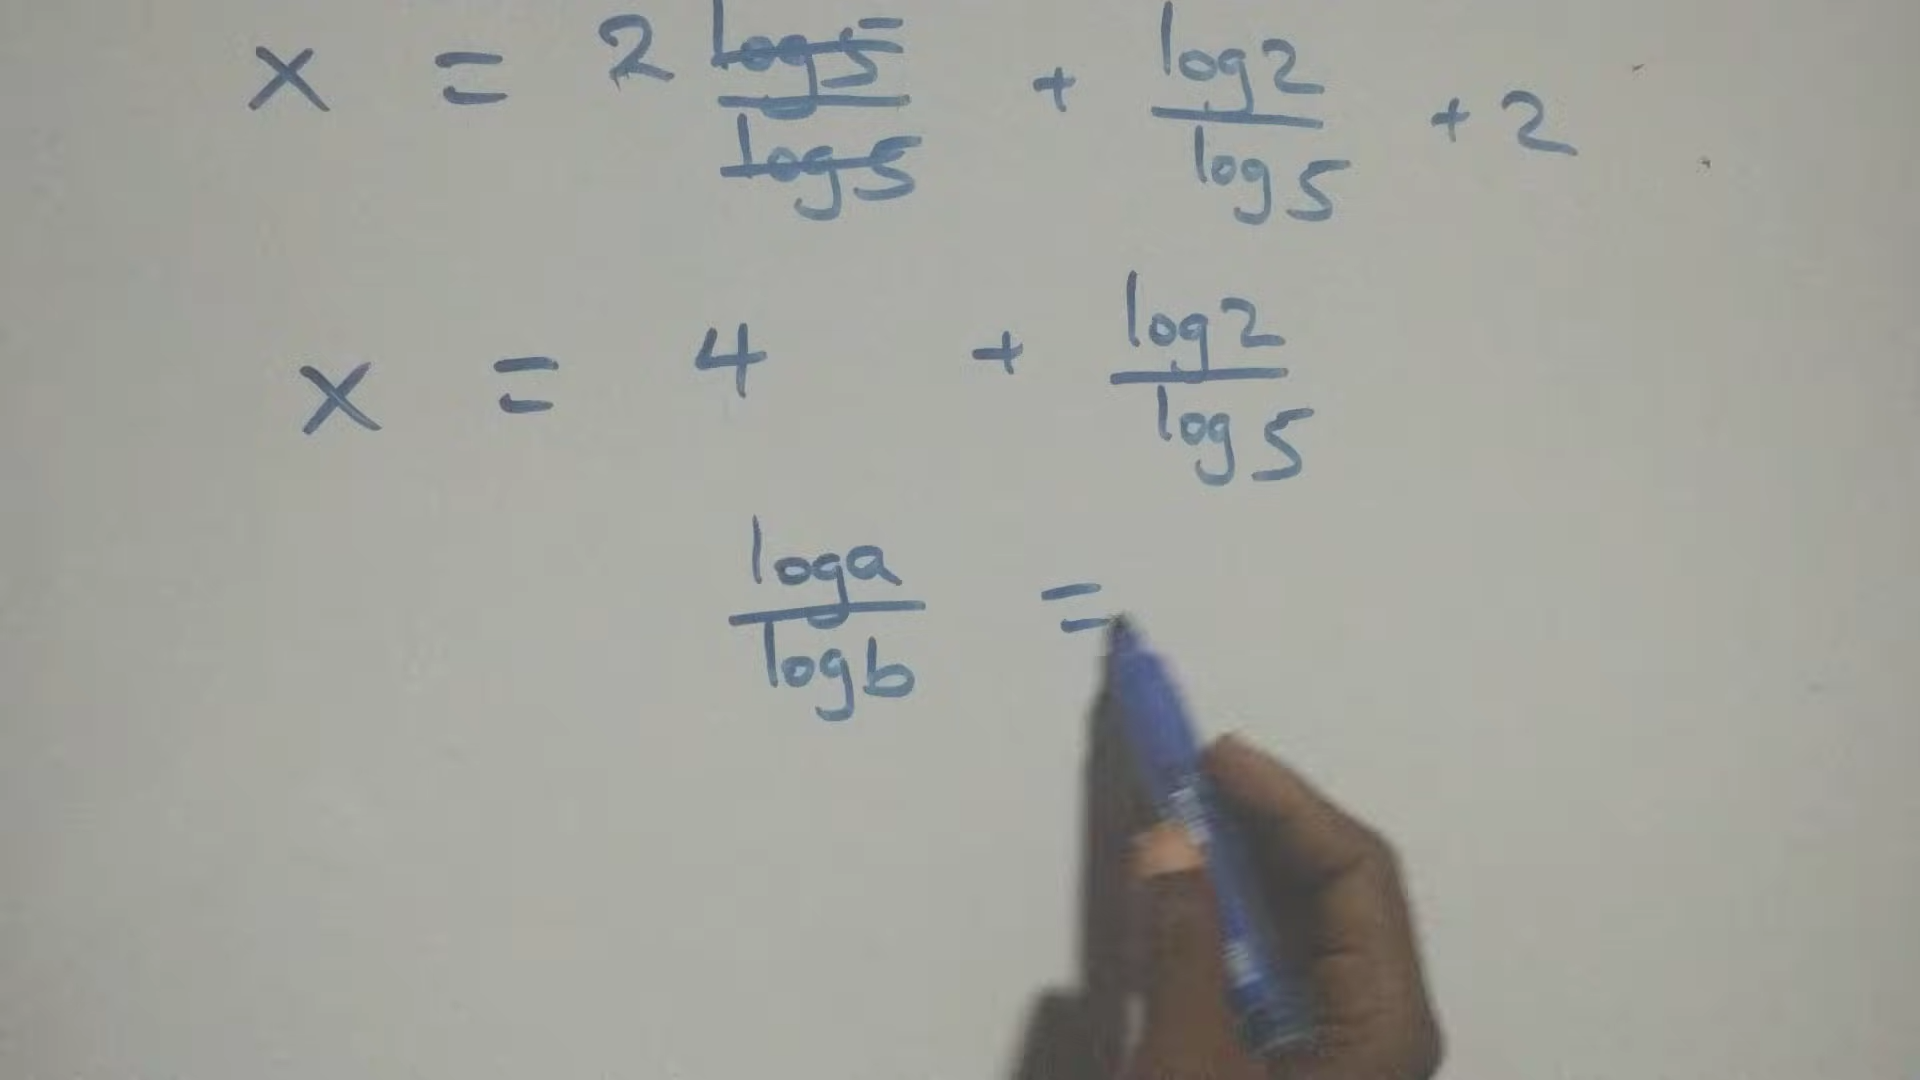 x = 2 log5/log5 + log2/log5 + 2
x = 4 + log2/log5
loga/logb =